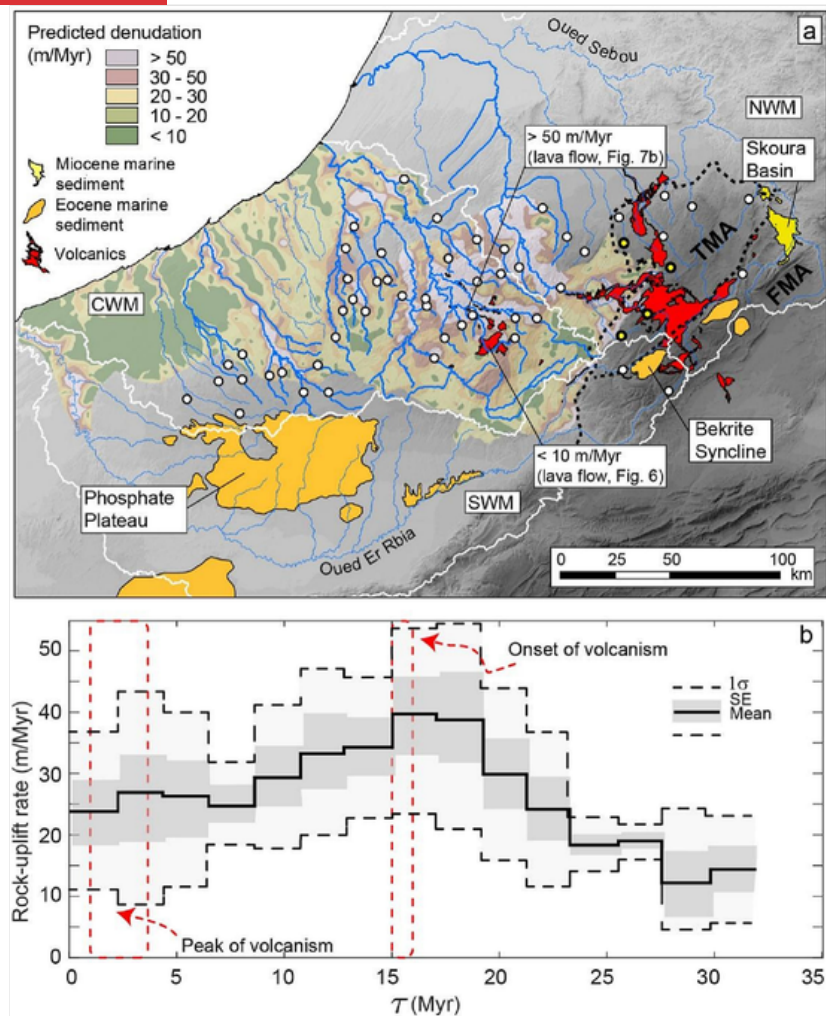 Predicted denudation
(m/Myr)
> 50
30 - 50
20 - 30
10 - 20
< 10
Miocene marine
sediment
Eocene marine
sediment
Volcanics
a
Oued Sebou
NWM
> 50 m/Myr
(lava flow, Fig. 7b)
Skoura
Basin
TMA
FMA
CWM
Bekrite
Syncline
< 10 m/Myr
(lava flow, Fig. 6)
Phosphate
Plateau
SWM
Oued Er Rbia
0 25 50 100
km
b
Rock-uplift rate (m/Myr)
50
40
30
20
10
0
Onset of volcanism
1σ
SE
Mean
Peak of volcanism
0 5 10 15 20 25 30 35
τ (Myr)